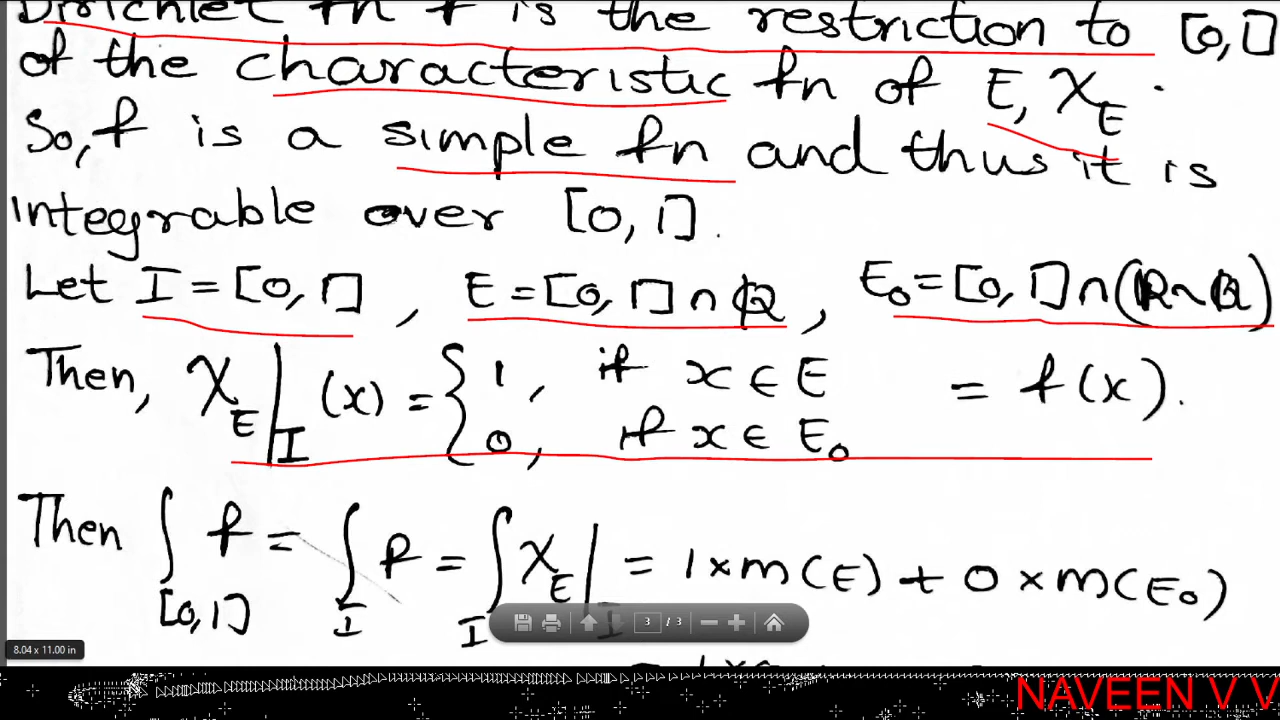 Dirichlet fn f is the restriction to [0,1]
of the characteristic fn of E, χ_E.
So, f is a simple fn and thus it is
integrable over [0,1].
Let I = [0,1], E = [0,1] ∩ ℚ, E₀ = [0,1] ∩ (ℝ ~ ℚ)
Then, χ_E|_I (x) = { 1, if x ∈ E = f(x).
0, if x ∈ E₀
Then ∫_[0,1] f = ∫_I f = ∫_I χ_E|_I = 1 × m(E) + 0 × m(E₀)
3 / 3
8.04 x 11.00 in
NAVEEN V V